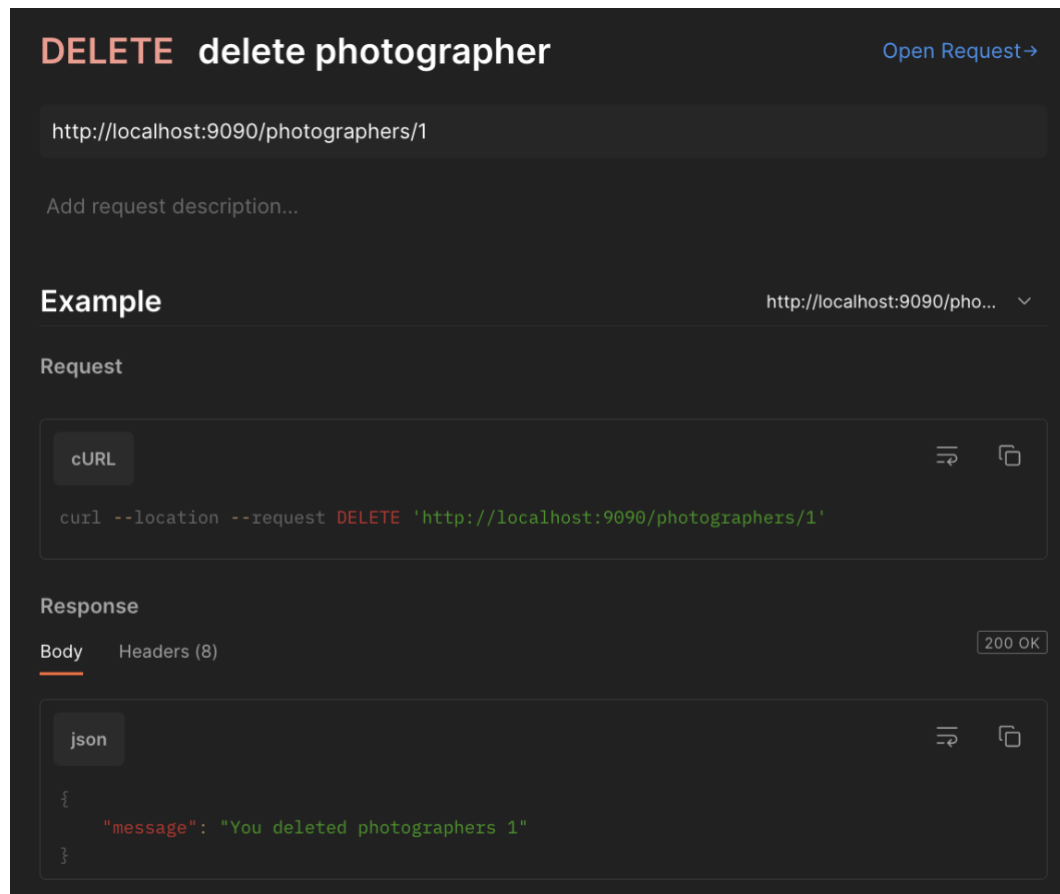 DELETE delete photographer
Open Request→
http://localhost:9090/photographers/1
Add request description...
Example
http://localhost:9090/pho...
Request
cURL
curl --location --request DELETE 'http://localhost:9090/photographers/1'
Response
Body Headers (8)
200 OK
json
{
    "message": "You deleted photographers 1"
}